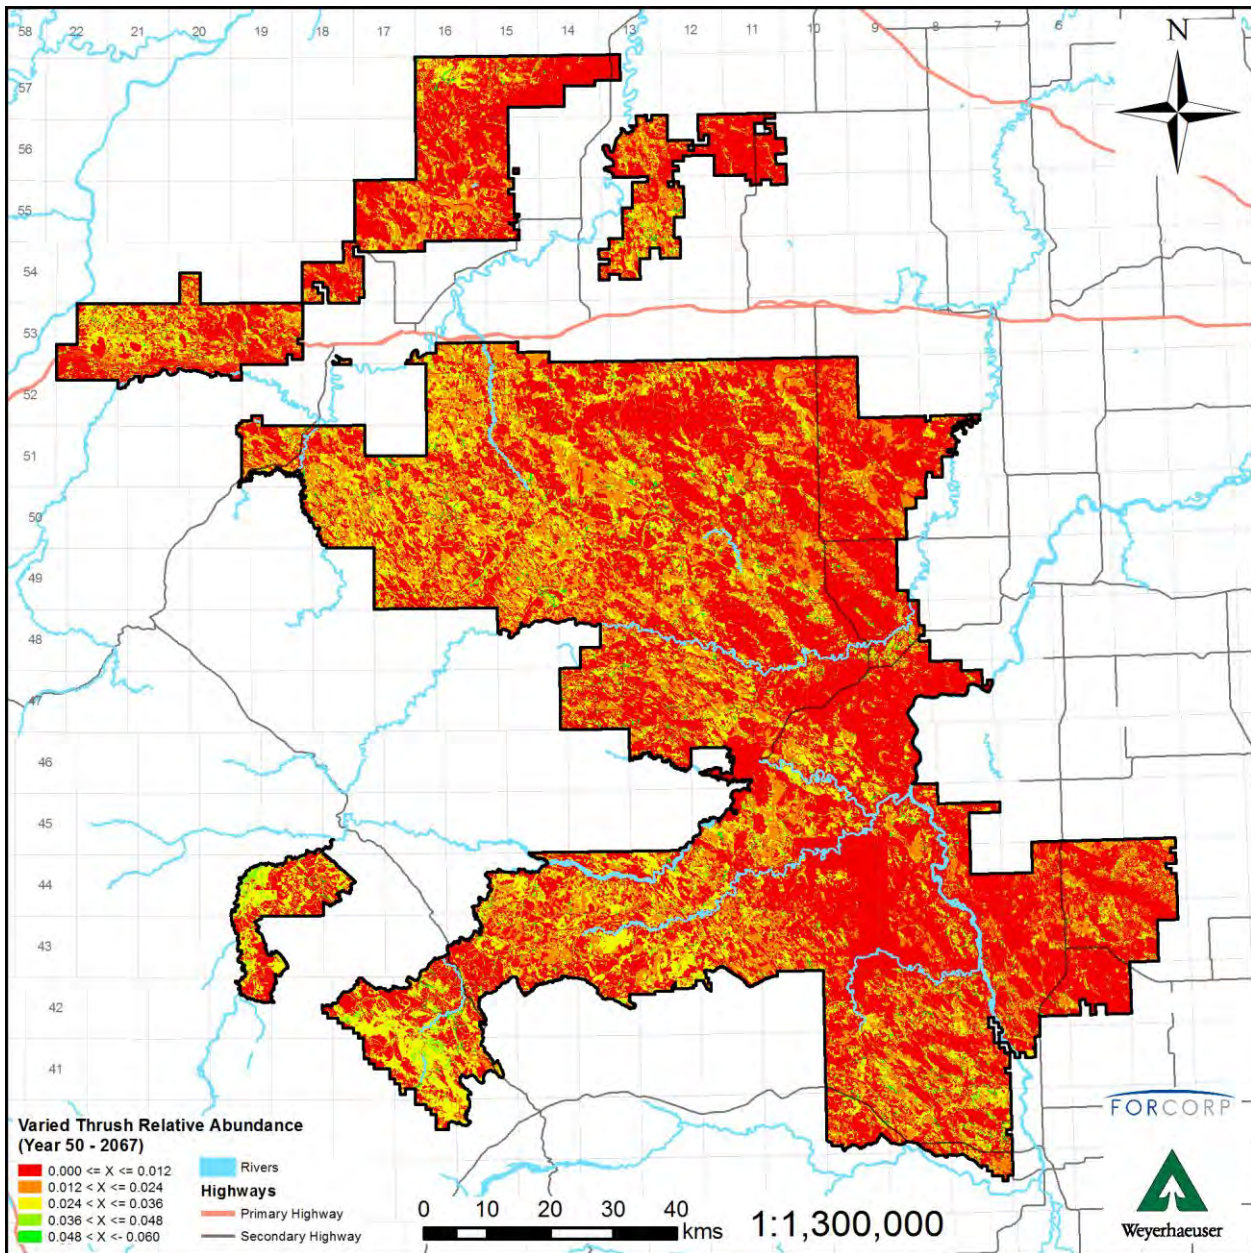 58 22 21 20 19 18 17 16 15 14 13 12 11 10 9 8 7 6
57
56
55
54
53
52
51
50
49
48
47
46
45
44
43
42
41
N
Varied Thrush Relative Abundance
(Year 50 - 2067)
0.000 <= X <= 0.012
0.012 < X <= 0.024
0.024 < X <= 0.036
0.036 < X <= 0.048
0.048 < X <- 0.060
Rivers
Highways
Primary Highway
Secondary Highway
0 10 20 30 40
kms
1:1,300,000
FORCORP
Weyerhaeuser